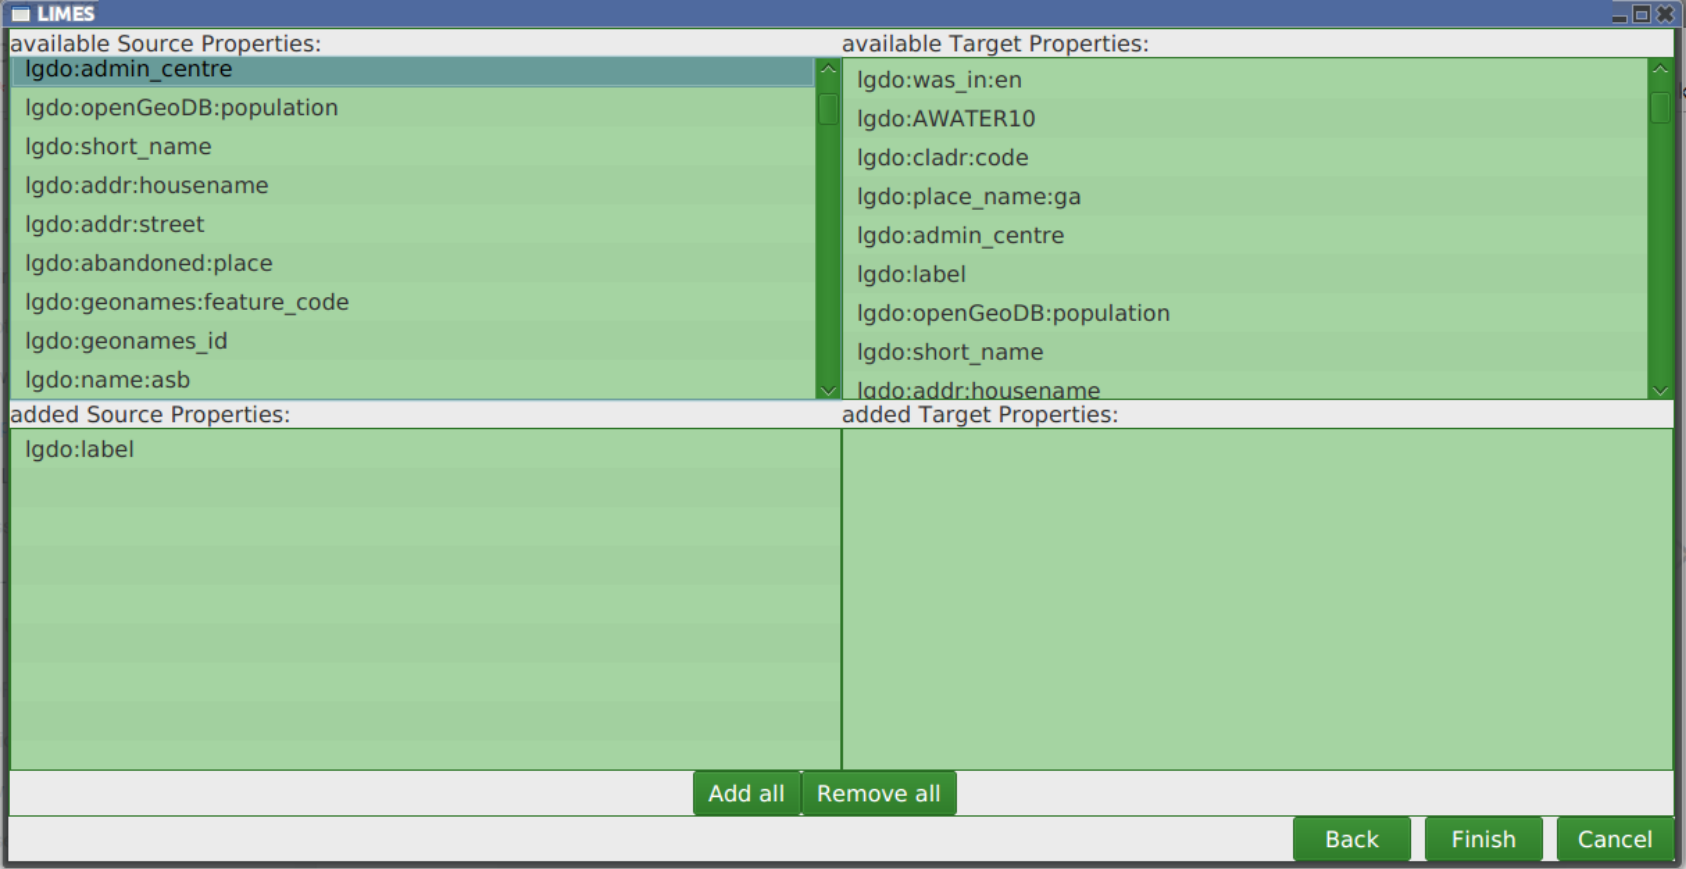 LIMES
available Source Properties:
lgdo:admin_centre
lgdo:openGeoDB:population
lgdo:short_name
lgdo:addr:housename
lgdo:addr:street
lgdo:abandoned:place
lgdo:geonames:feature_code
lgdo:geonames_id
lgdo:name:asb
available Target Properties:
lgdo:was_in:en
lgdo:AWATER10
lgdo:cladr:code
lgdo:place_name:ga
lgdo:admin_centre
lgdo:label
lgdo:openGeoDB:population
lgdo:short_name
lgdo:addr:housename
added Source Properties:
lgdo:label
added Target Properties:
Add all Remove all
Back Finish Cancel